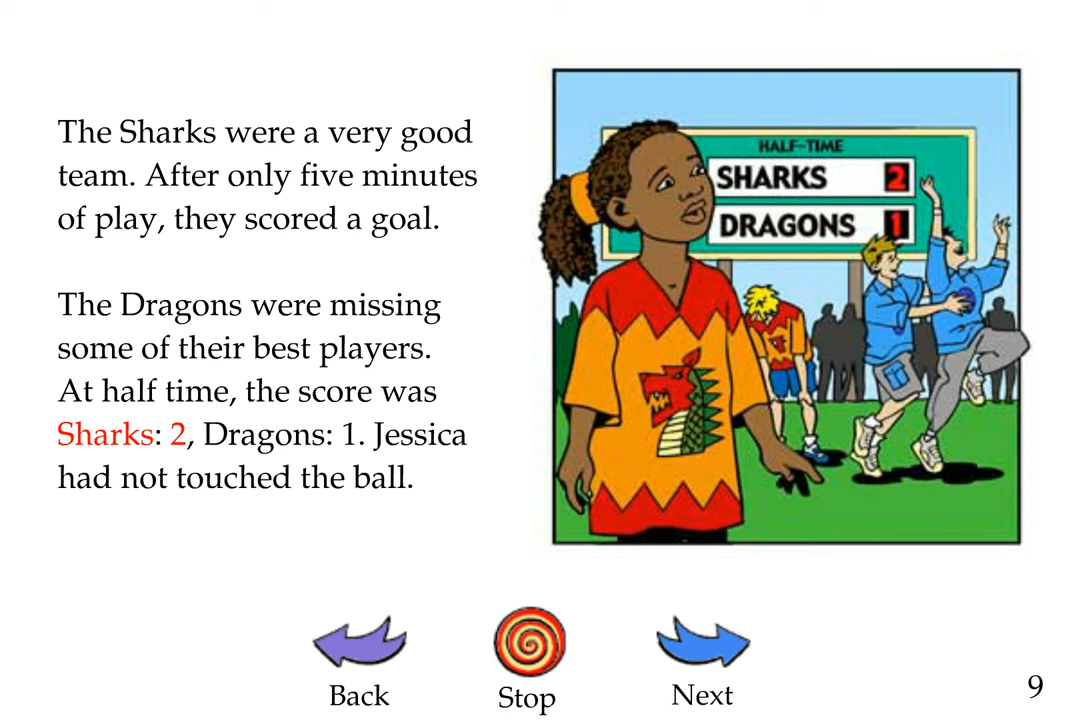 The Sharks were a very good
team. After only five minutes
of play, they scored a goal.
The Dragons were missing
some of their best players.
At half time, the score was
Sharks: 2, Dragons: 1. Jessica
had not touched the ball.
HALF-TIME
SHARKS 2
DRAGONS 1
Back
Stop
Next
9